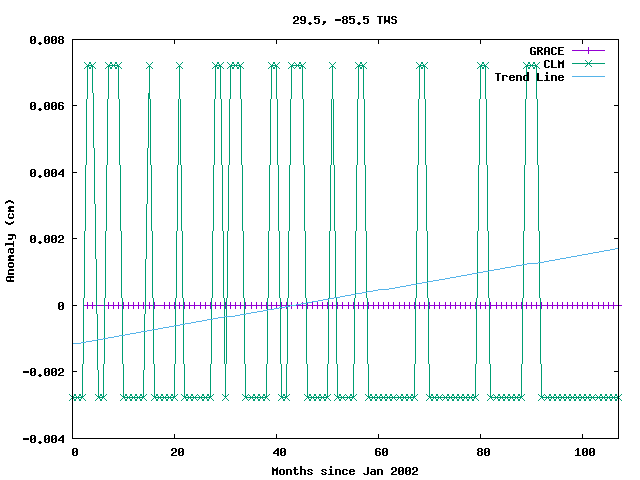 29.5, -85.5 TWS
GRACE
CLM
Trend Line
0.008
0.006
0.004
0.002
0
-0.002
-0.004
Anomaly (cm)
0 20 40 60 80 100
Months since Jan 2002